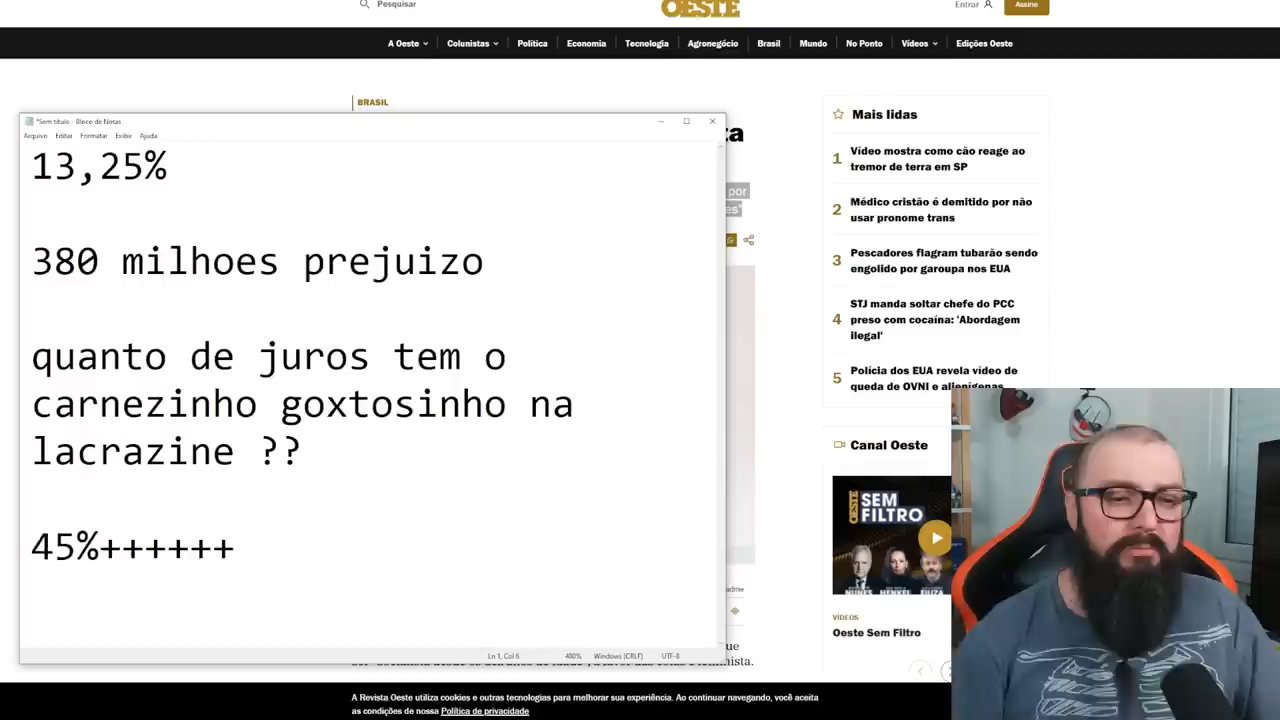 Pesquisar
OESTE
Entrar
Assine
A Oeste
Colunistas
Política
Economia
Tecnologia
Agronegócio
Brasil
Mundo
No Ponto
Vídeos
Edições Oeste
BRASIL
ta
por
*Sem título - Bloco de Notas
Arquivo Editar Formatar Exibir Ajuda
13,25%
380 milhoes prejuizo
quanto de juros tem o
carnezinho goxtosinho na
lacrazine ??
45%++++++
Ln 1, Col 6
480%
Windows (CRLF)
UTF-8
que
nista.
Mais lidas
1
Vídeo mostra como cão reage ao
tremor de terra em SP
2
Médico cristão é demitido por não
usar pronome trans
3
Pescadores flagram tubarão sendo
engolido por garoupa nos EUA
4
STJ manda soltar chefe do PCC
preso com cocaína: 'Abordagem
ilegal'
5
Polícia dos EUA revela vídeo de
queda de OVNI e alienígenas
Canal Oeste
OESTE
SEM
FILTRO
VÍDEOS
Oeste Sem Filtro
A Revista Oeste utiliza cookies e outras tecnologias para melhorar sua experiência. Ao continuar navegando, você aceita
as condições de nossa Política de privacidade